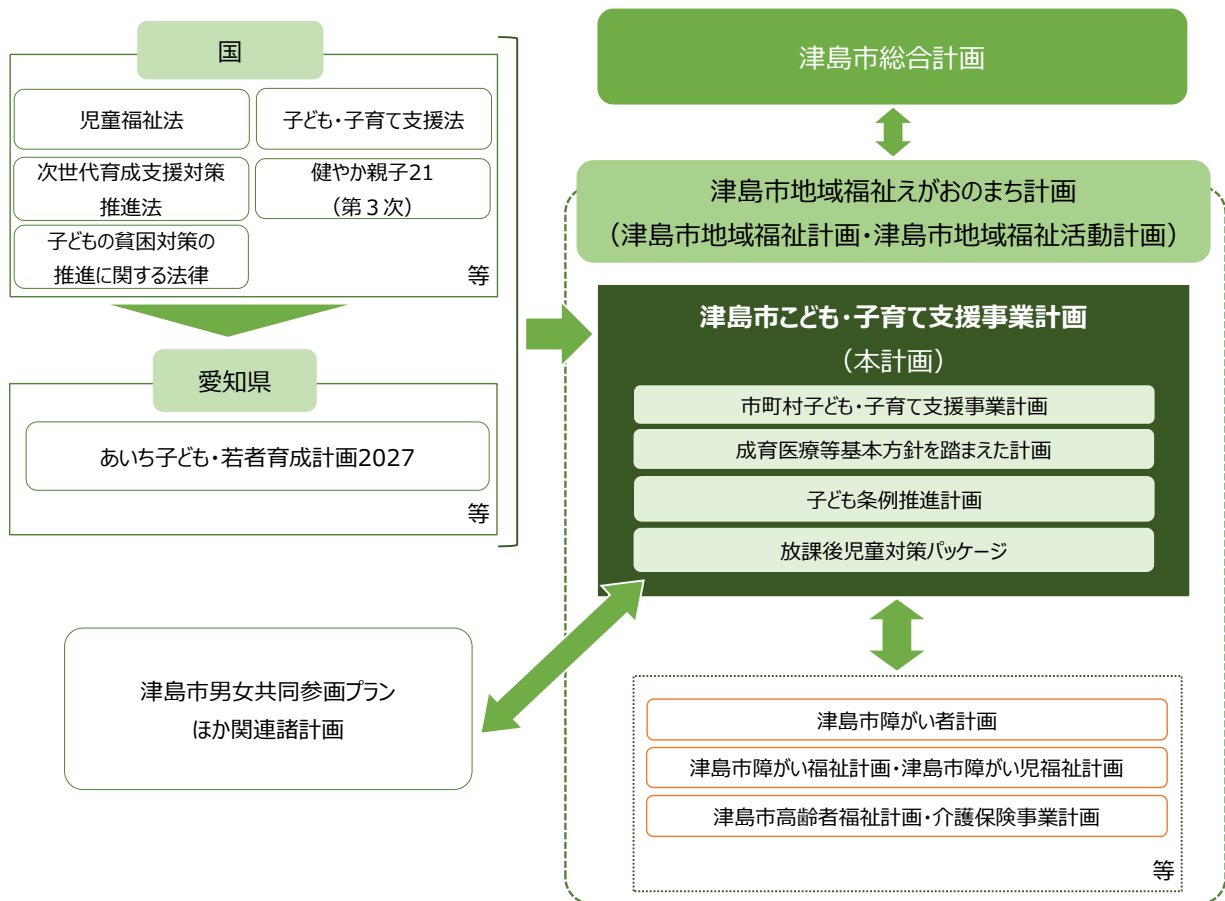 国
児童福祉法
子ども・子育て支援法
次世代育成支援対策
推進法
健やか親子21
（第３次）
子どもの貧困対策の
推進に関する法律
等
愛知県
あいち子ども・若者育成計画2027
等
津島市総合計画
津島市地域福祉えがおのまち計画
（津島市地域福祉計画・津島市地域福祉活動計画）
津島市こども・子育て支援事業計画
（本計画）
市町村子ども・子育て支援事業計画
成育医療等基本方針を踏まえた計画
子ども条例推進計画
放課後児童対策パッケージ
津島市男女共同参画プラン
ほか関連諸計画
津島市障がい者計画
津島市障がい福祉計画・津島市障がい児福祉計画
津島市高齢者福祉計画・介護保険事業計画
等